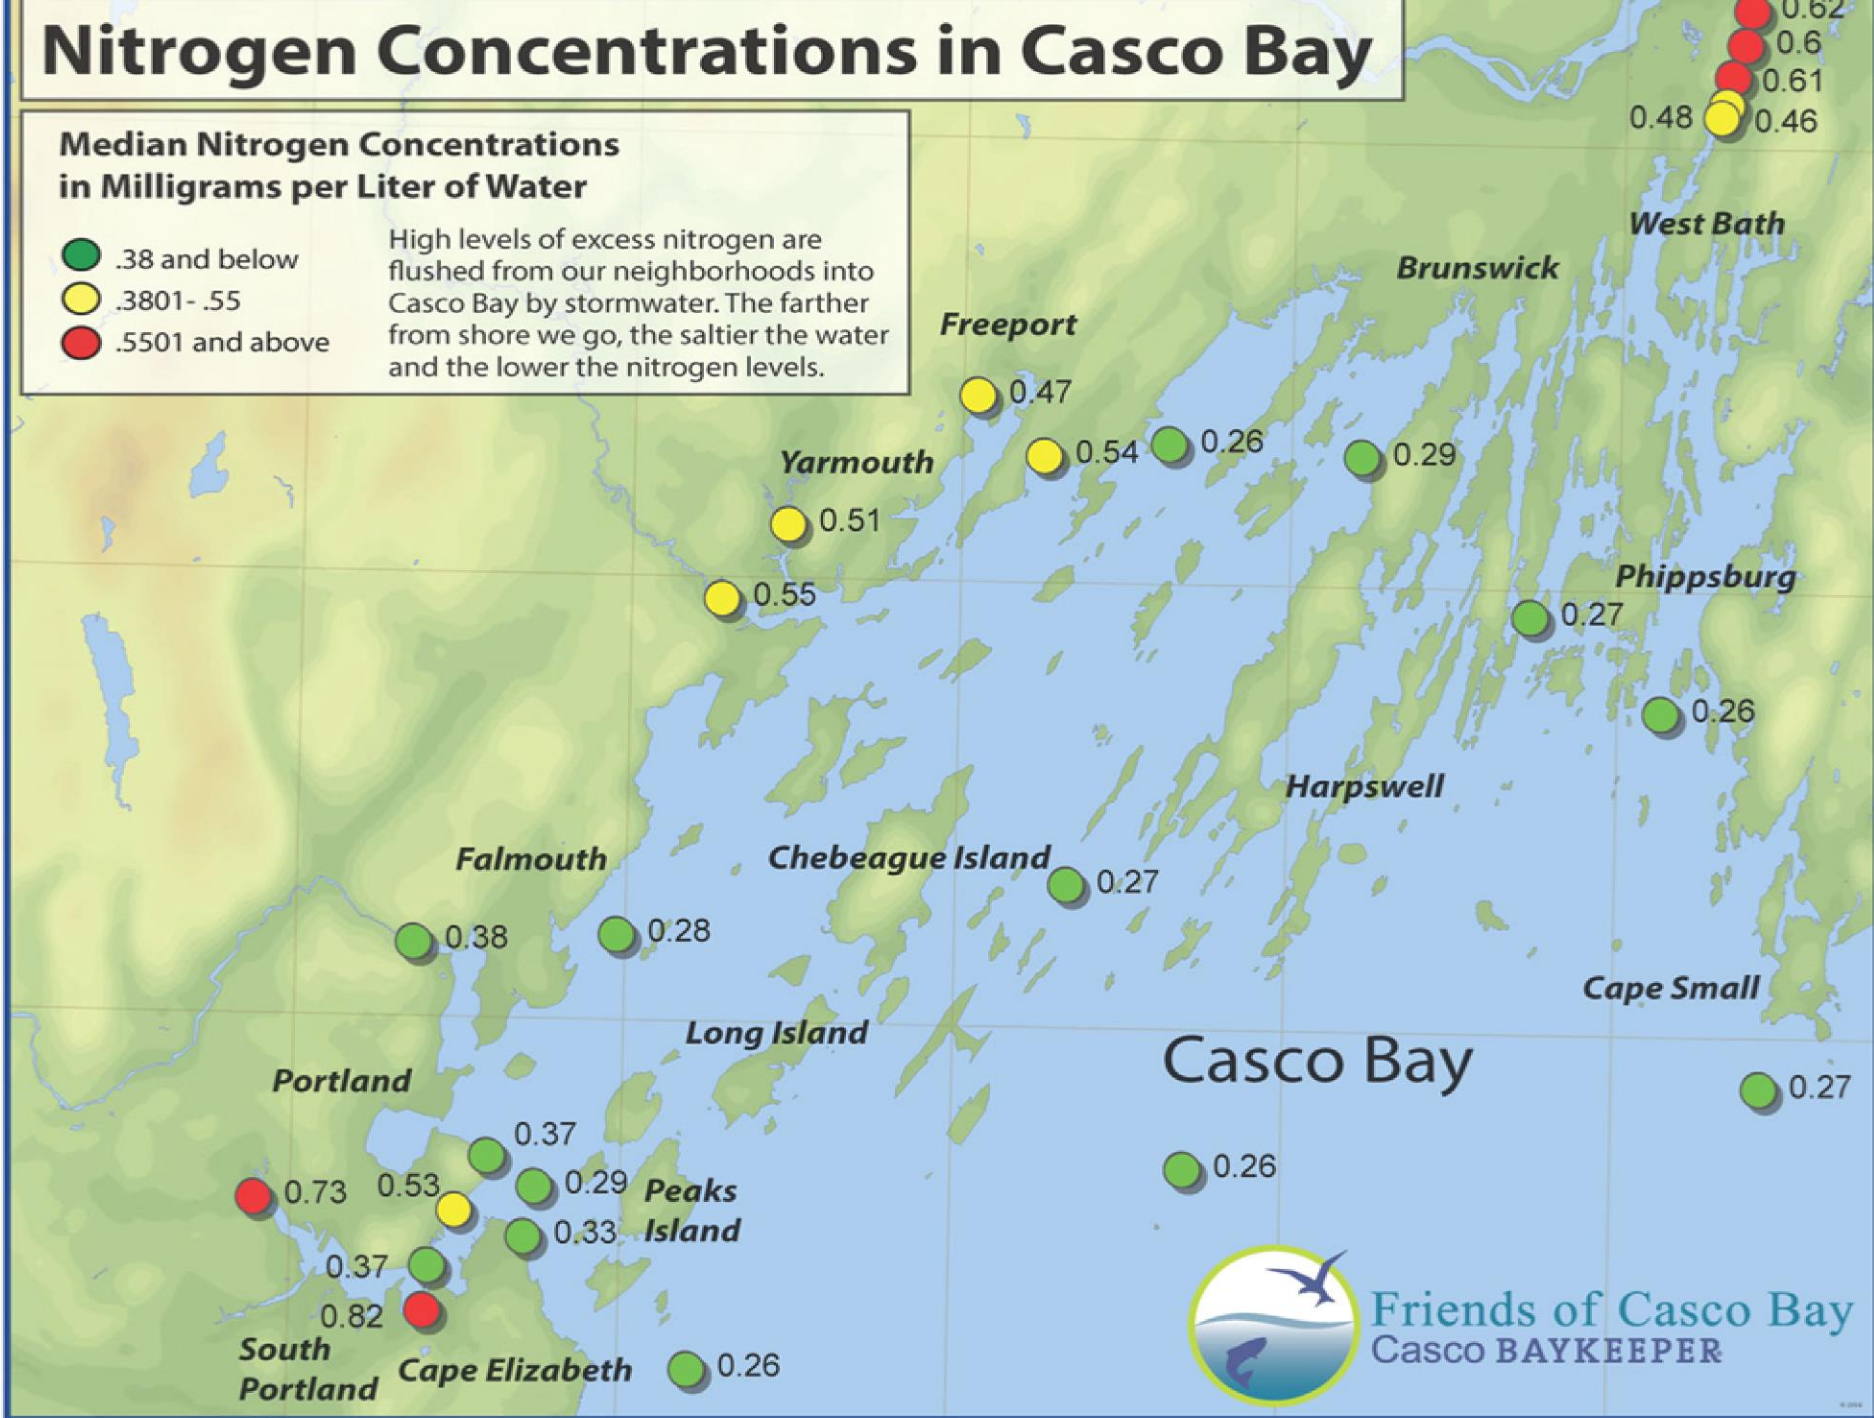 Nitrogen Concentrations in Casco Bay
Median Nitrogen Concentrations
in Milligrams per Liter of Water
.38 and below
.3801- .55
.5501 and above
High levels of excess nitrogen are
flushed from our neighborhoods into
Casco Bay by stormwater. The farther
from shore we go, the saltier the water
and the lower the nitrogen levels.
0.62
0.6
0.61
0.48
0.46
West Bath
Brunswick
Freeport
0.47
0.54
0.26
0.29
Yarmouth
0.51
0.55
Phippsburg
0.27
0.26
Harpswell
Falmouth
Chebeague Island
0.27
0.38
0.28
Cape Small
Long Island
Casco Bay
Portland
0.27
0.37
0.26
0.73
0.53
0.29
Peaks
Island
0.33
0.37
0.82
South
Portland
Cape Elizabeth
0.26
Friends of Casco Bay
Casco BAYKEEPER